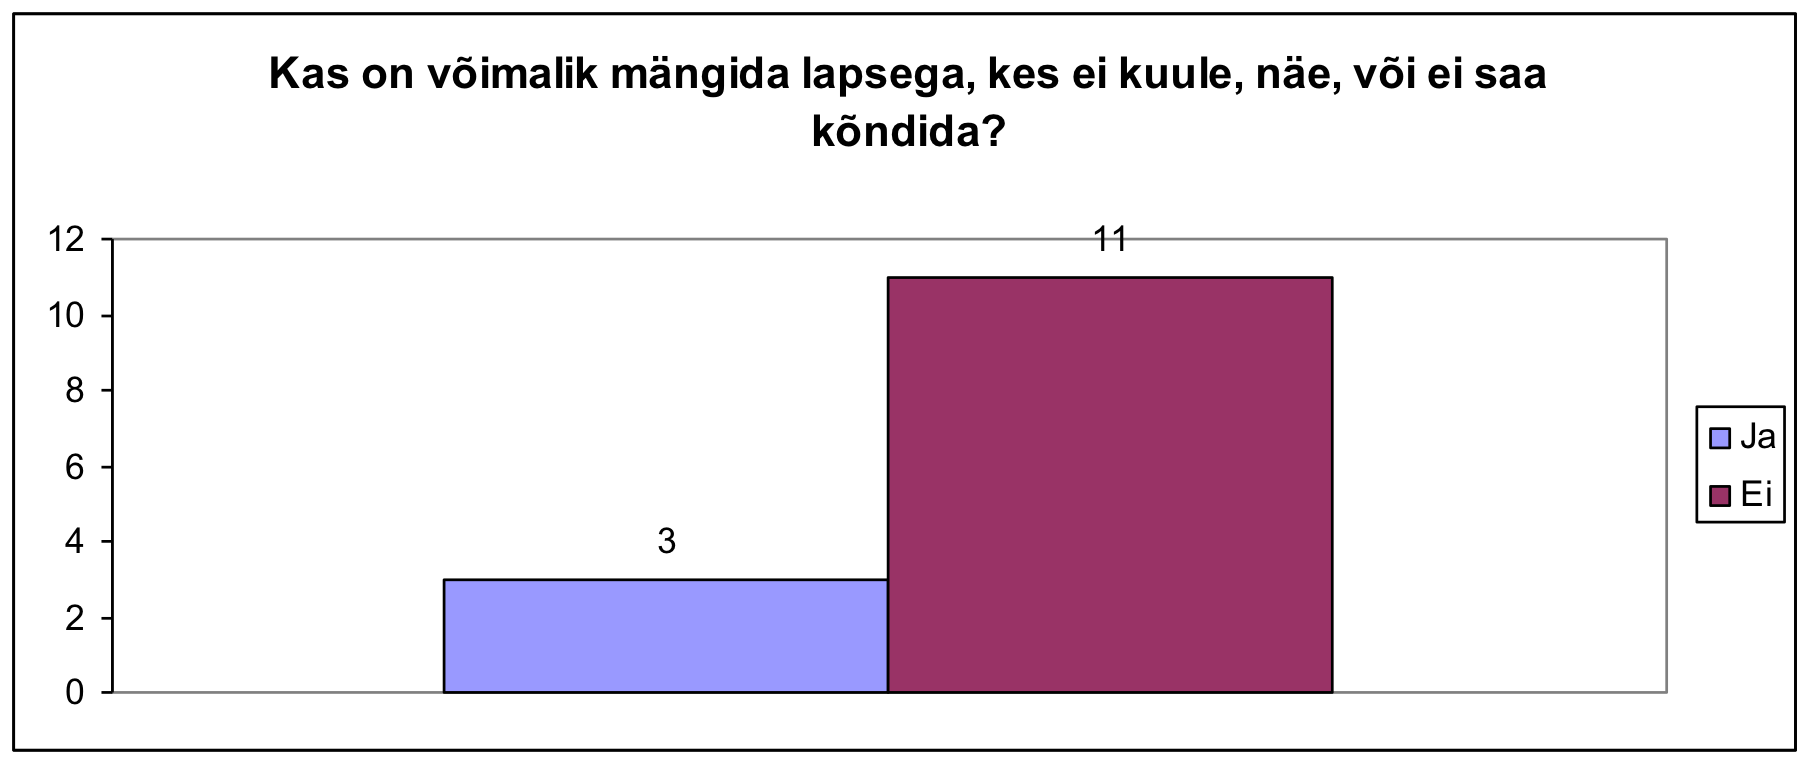 Kas on võimalik mängida lapsega, kes ei kuule, näe, või ei saa
kõndida?
12
10
8
6
4
2
0
3
11
Ja
Ei